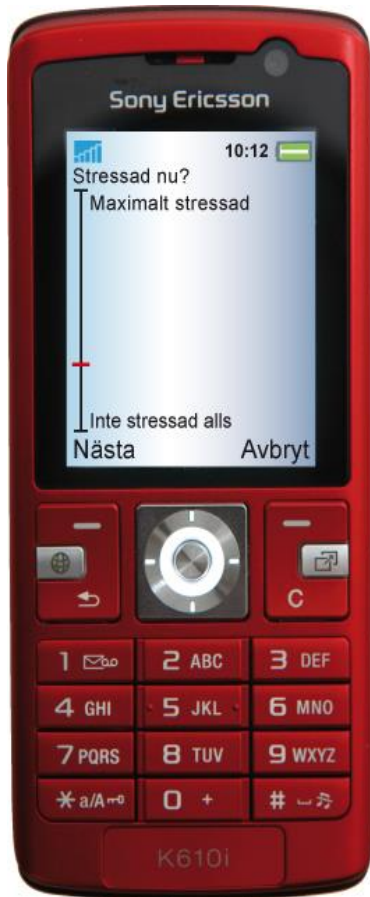 Sony Ericsson
10:12
Stressad nu?
Maximalt stressad
Inte stressad alls
Nästa Avbryt
C
1 2 ABC 3 DEF
4 GHI 5 JKL 6 MNO
7 PQRS 8 TUV 9 WXYZ
* a/A 0 + #
K610i